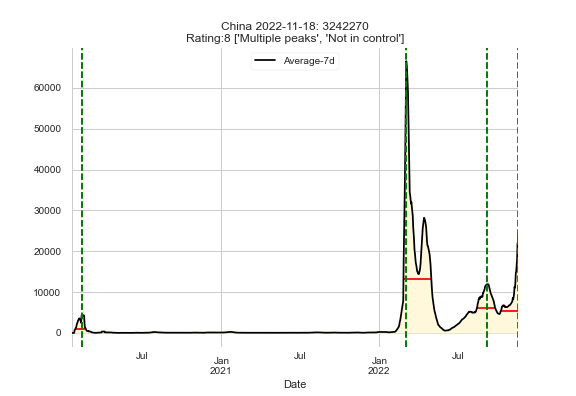 China 2022-11-18: 3242270
Rating:8 ['Multiple peaks', 'Not in control']
Average-7d
60000
50000
40000
30000
20000
10000
0
Jul
Jan
2021
Jul
Jan
2022
Jul
Date